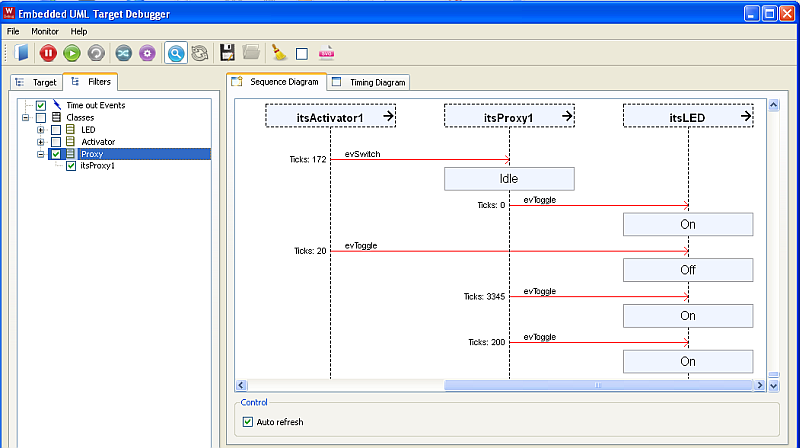 Embedded UML Target Debugger
File Monitor Help
Target Filters
Sequence Diagram Timing Diagram
Time out Events
Classes
LED
Activator
Proxy
itsProxy1
itsActivator1 itsProxy1 itsLED
Ticks: 172 evSwitch
Idle
Ticks: 0 evToggle
On
Ticks: 20 evToggle
Off
Ticks: 3345 evToggle
On
Ticks: 200 evToggle
On
Control
Auto refresh